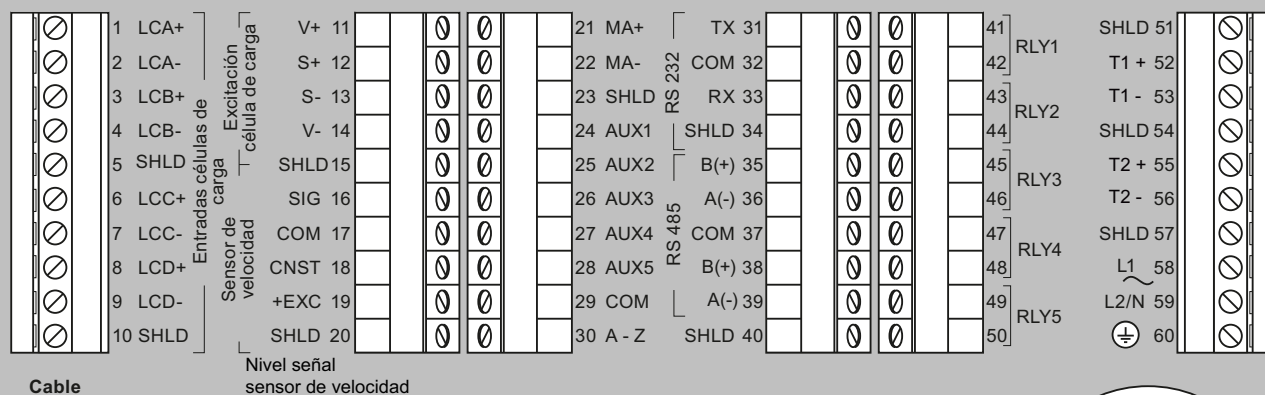 1 LCA+
2 LCA-
3 LCB+
4 LCB-
5 SHLD
6 LCC+
7 LCC-
8 LCD+
9 LCD-
10 SHLD
Entradas células de
carga
Excitación
célula de carga
Sensor de
velocidad
V+ 11
S+ 12
S- 13
V- 14
SHLD 15
SIG 16
COM 17
CNST 18
+EXC 19
SHLD 20
21 MA+
22 MA-
23 SHLD
24 AUX1
25 AUX2
26 AUX3
27 AUX4
28 AUX5
29 COM
30 A - Z
RS 232
RS 485
TX 31
COM 32
RX 33
SHLD 34
B(+) 35
A(-) 36
COM 37
B(+) 38
A(-) 39
SHLD 40
41
42
RLY1
43
44
RLY2
45
46
RLY3
47
48
RLY4
49
50
RLY5
SHLD 51
T1 + 52
T1 - 53
SHLD 54
T2 + 55
T2 - 56
SHLD 57
L1 58
L2/N 59
60
Nivel señal
sensor de velocidad
Cable